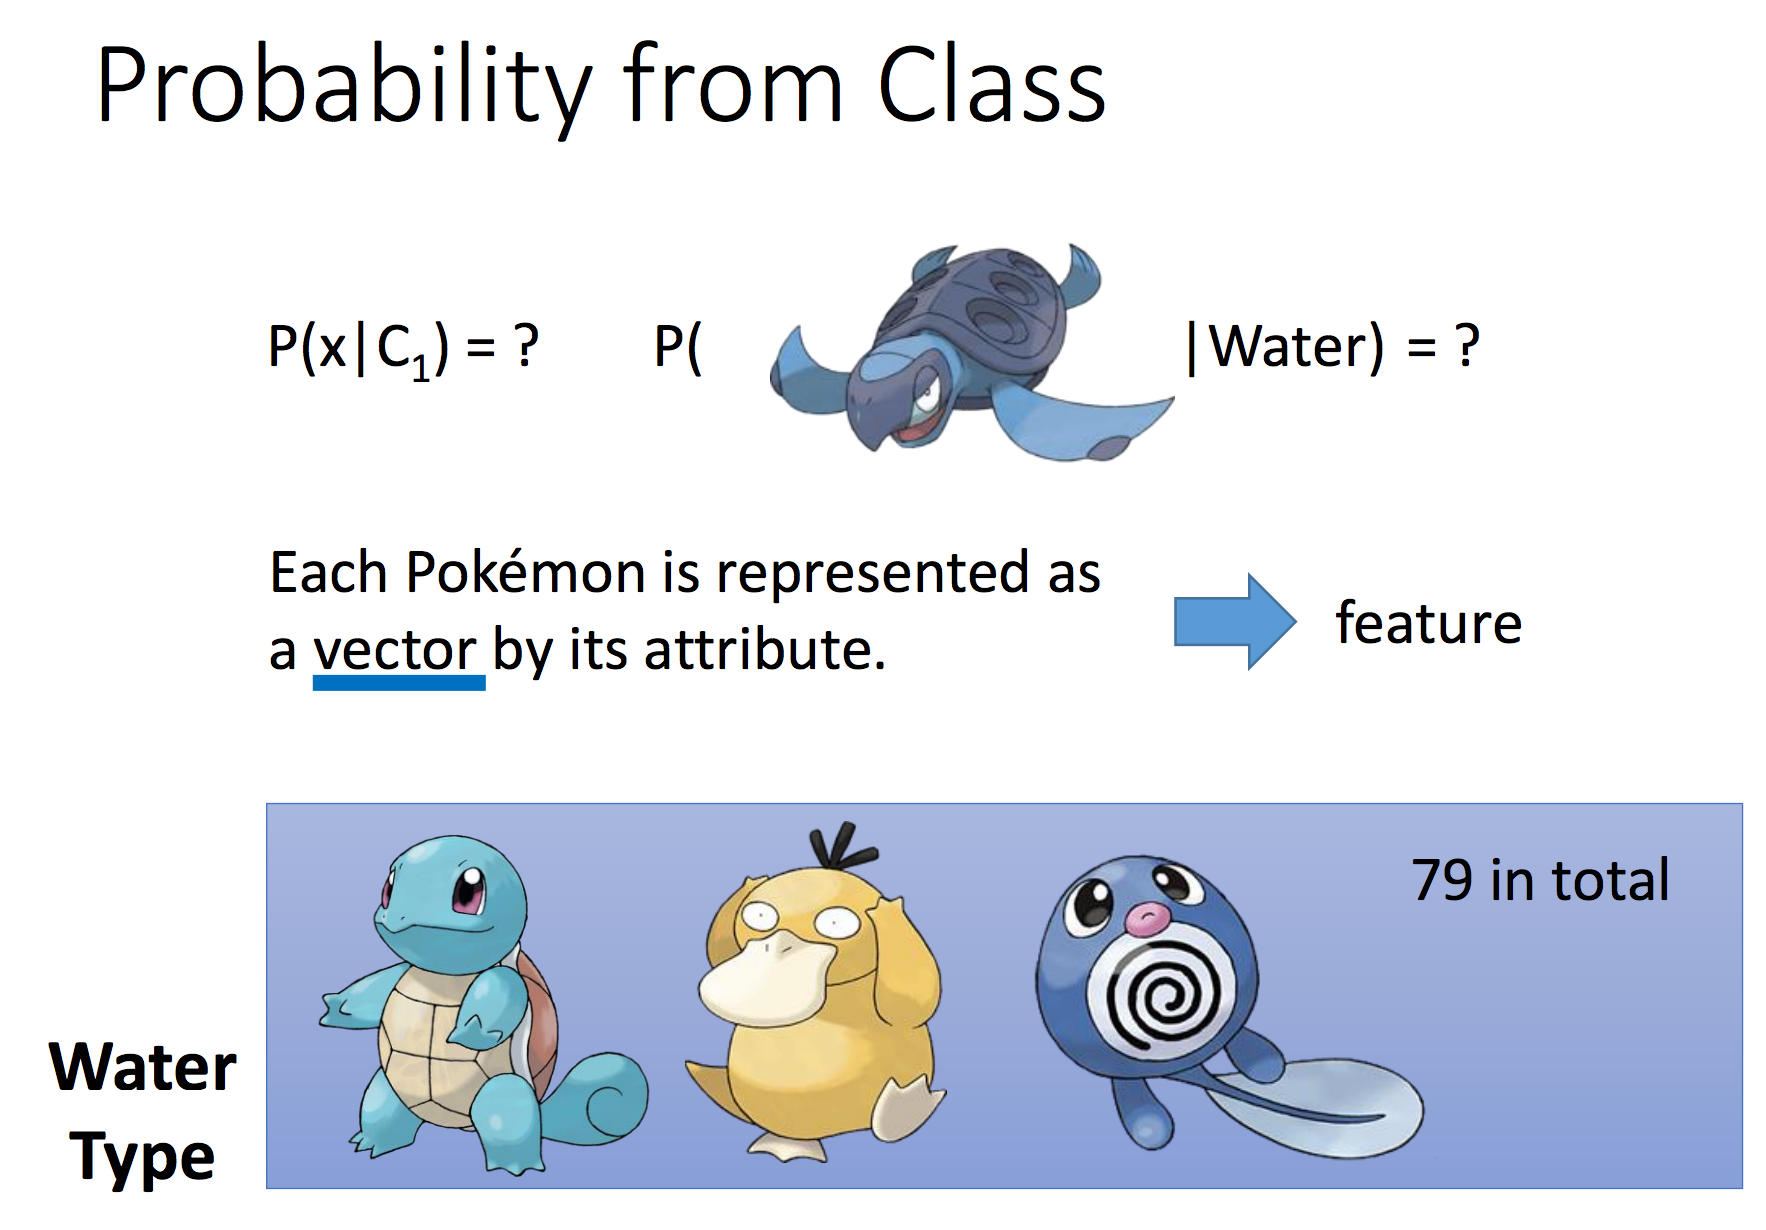 Probability from Class
P(x|C₁) = ? P( |Water) = ?
Each Pokémon is represented as
a vector by its attribute.
feature
79 in total
Water
Type